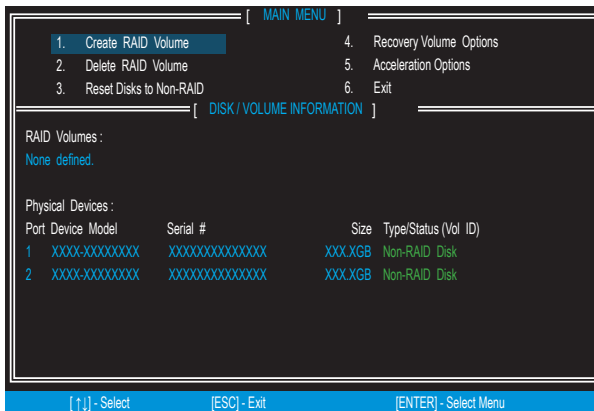 [ MAIN MENU ]
1. Create RAID Volume
2. Delete RAID Volume
3. Reset Disks to Non-RAID
4. Recovery Volume Options
5. Acceleration Options
6. Exit
[ DISK / VOLUME INFORMATION ]
RAID Volumes :
None defined.
Physical Devices :
Port Device Model Serial # Size Type/Status (Vol ID)
1 XXXX-XXXXXXXX XXXXXXXXXXXXXX XXX.XGB Non-RAID Disk
2 XXXX-XXXXXXXX XXXXXXXXXXXXXX XXX.XGB Non-RAID Disk
[ ↑↓] - Select [ESC] - Exit [ENTER] - Select Menu